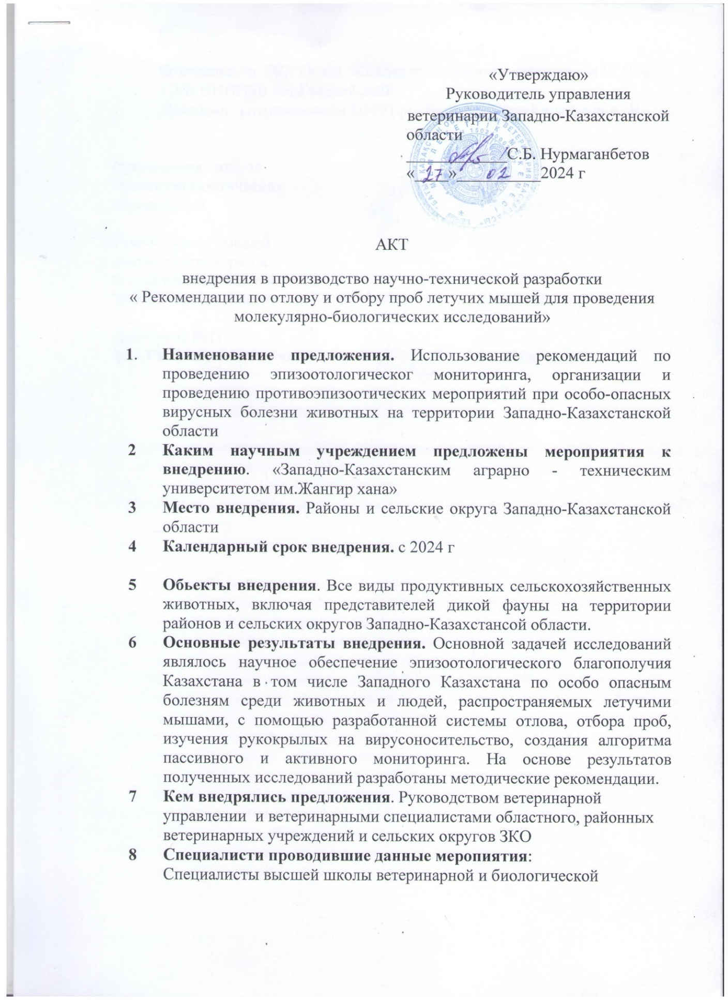 «Утверждаю»
Руководитель управления
ветеринарии Западно-Казахстанской
области
____________С.Б. Нурмаганбетов
«27» 02 2024 г
АКТ
внедрения в производство научно-технической разработки
« Рекомендации по отлову и отбору проб летучих мышей для проведения
молекулярно-биологических исследований»
1. Наименование предложения. Использование рекомендаций по
проведению эпизоотологическог мониторинга, организации и
проведению противоэпизоотических мероприятий при особо-опасных
вирусных болезни животных на территории Западно-Казахстанской
области
2 Каким научным учреждением предложены мероприятия к
внедрению. «Западно-Казахстанским аграрно - техническим
университетом им.Жангир хана»
3 Место внедрения. Районы и сельские округа Западно-Казахстанской
области
4 Календарный срок внедрения. с 2024 г
5 Обьекты внедрения. Все виды продуктивных сельскохозяйственных
животных, включая представителей дикой фауны на территории
районов и сельских округов Западно-Казахстансой области.
6 Основные результаты внедрения. Основной задачей исследований
являлось научное обеспечение эпизоотологического благополучия
Казахстана в том числе Западного Казахстана по особо опасным
болезням среди животных и людей, распространяемых летучими
мышами, с помощью разработанной системы отлова, отбора проб,
изучения рукокрылых на вирусоносительство, создания алгоритма
пассивного и активного мониторинга. На основе результатов
полученных исследований разработаны методические рекомендации.
7 Кем внедрялись предложения. Руководством ветеринарной
управлении и ветеринарными специалистами областного, районных
ветеринарных учреждений и сельских округов ЗКО
8 Специалисти проводившие данные меропиятия:
Специалисты высшей школы ветеринарной и биологической